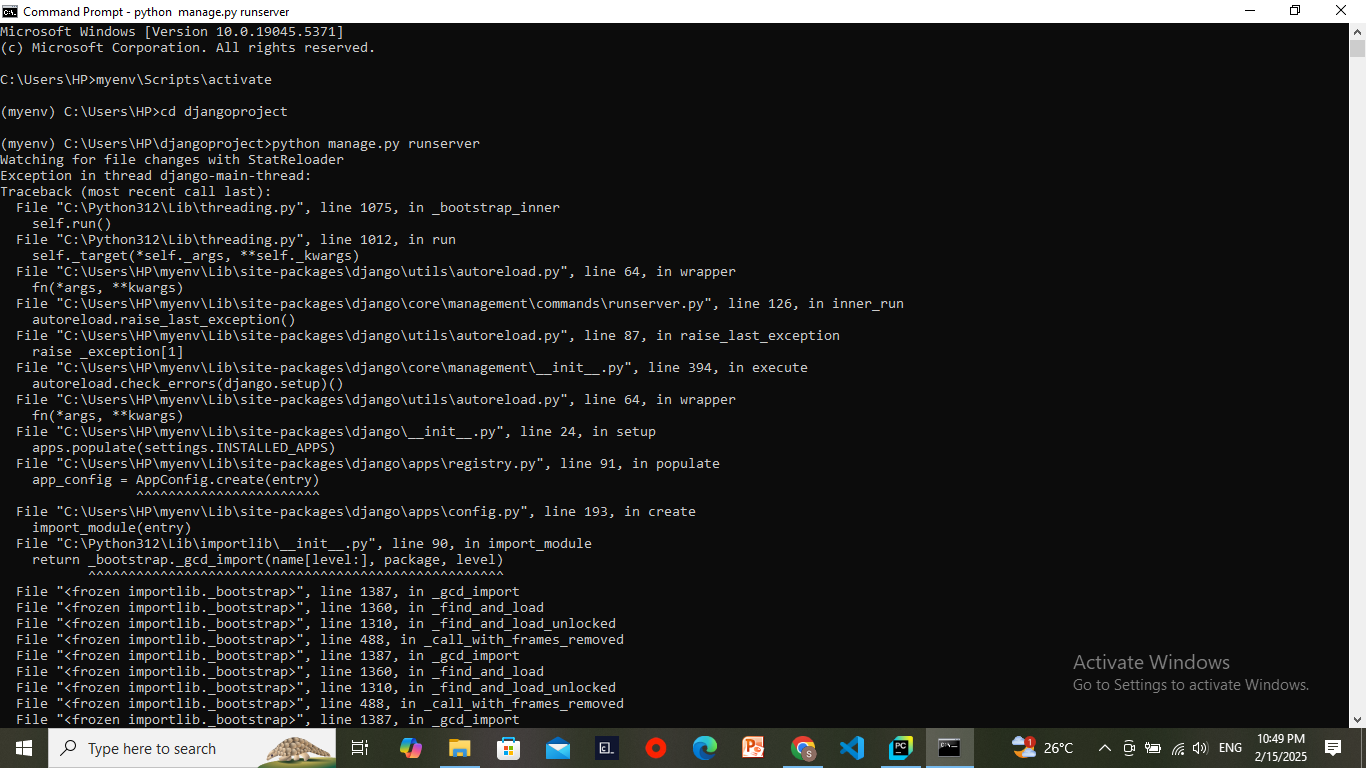 Command Prompt - python  manage.py runserver
Microsoft Windows [Version 10.0.19045.5371]
(c) Microsoft Corporation. All rights reserved.
C:\Users\HP>myenv\Scripts\activate
(myenv) C:\Users\HP>cd djangoproject
(myenv) C:\Users\HP\djangoproject>python manage.py runserver
Watching for file changes with StatReloader
Exception in thread django-main-thread:
Traceback (most recent call last):
  File "C:\Python312\Lib\threading.py", line 1075, in _bootstrap_inner
    self.run()
  File "C:\Python312\Lib\threading.py", line 1012, in run
    self._target(*self._args, **self._kwargs)
  File "C:\Users\HP\myenv\Lib\site-packages\django\utils\autoreload.py", line 64, in wrapper
    fn(*args, **kwargs)
  File "C:\Users\HP\myenv\Lib\site-packages\django\core\management\commands\runserver.py", line 126, in inner_run
    autoreload.raise_last_exception()
  File "C:\Users\HP\myenv\Lib\site-packages\django\utils\autoreload.py", line 87, in raise_last_exception
    raise _exception[1]
  File "C:\Users\HP\myenv\Lib\site-packages\django\core\management\__init__.py", line 394, in execute
    autoreload.check_errors(django.setup)()
  File "C:\Users\HP\myenv\Lib\site-packages\django\utils\autoreload.py", line 64, in wrapper
    fn(*args, **kwargs)
  File "C:\Users\HP\myenv\Lib\site-packages\django\__init__.py", line 24, in setup
    apps.populate(settings.INSTALLED_APPS)
  File "C:\Users\HP\myenv\Lib\site-packages\django\apps\registry.py", line 91, in populate
    app_config = AppConfig.create(entry)
                 ^^^^^^^^^^^^^^^^^^^^^^^
  File "C:\Users\HP\myenv\Lib\site-packages\django\apps\config.py", line 193, in create
    import_module(entry)
  File "C:\Python312\Lib\importlib\__init__.py", line 90, in import_module
    return _bootstrap._gcd_import(name[level:], package, level)
           ^^^^^^^^^^^^^^^^^^^^^^^^^^^^^^^^^^^^^^^^^^^^^^^^^^^^
  File "<frozen importlib._bootstrap>", line 1387, in _gcd_import
  File "<frozen importlib._bootstrap>", line 1360, in _find_and_load
  File "<frozen importlib._bootstrap>", line 1310, in _find_and_load_unlocked
  File "<frozen importlib._bootstrap>", line 488, in _call_with_frames_removed
  File "<frozen importlib._bootstrap>", line 1387, in _gcd_import
  File "<frozen importlib._bootstrap>", line 1360, in _find_and_load
  File "<frozen importlib._bootstrap>", line 1310, in _find_and_load_unlocked
  File "<frozen importlib._bootstrap>", line 488, in _call_with_frames_removed
  File "<frozen importlib._bootstrap>", line 1387, in _gcd_import
Activate Windows
Go to Settings to activate Windows.
Type here to search
1
26°C
ENG
10:49 PM
2/15/2025